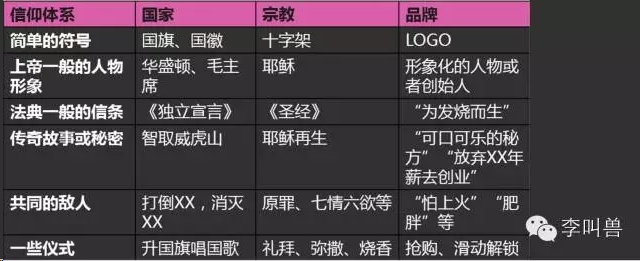 信仰体系 国家 宗教 品牌
简单的符号 国旗、国徽 十字架 LOGO
上帝一般的人物 华盛顿、毛主 耶稣 形象化的人物或
形象 席 者创始人
法典一般的信条 《独立宣言》 《圣经》 “为发烧而生”
传奇故事或秘密 智取威虎山 耶稣再生 “可口可乐的秘
方” “放弃XX年
薪去创业”
共同的敌人 打倒XX，消灭 原罪、七情六欲等 “怕上火” “肥
XX 胖”等
一些仪式 升国旗唱国歌 礼拜、弥撒、烧香 抢购、滑动解锁
李叫兽